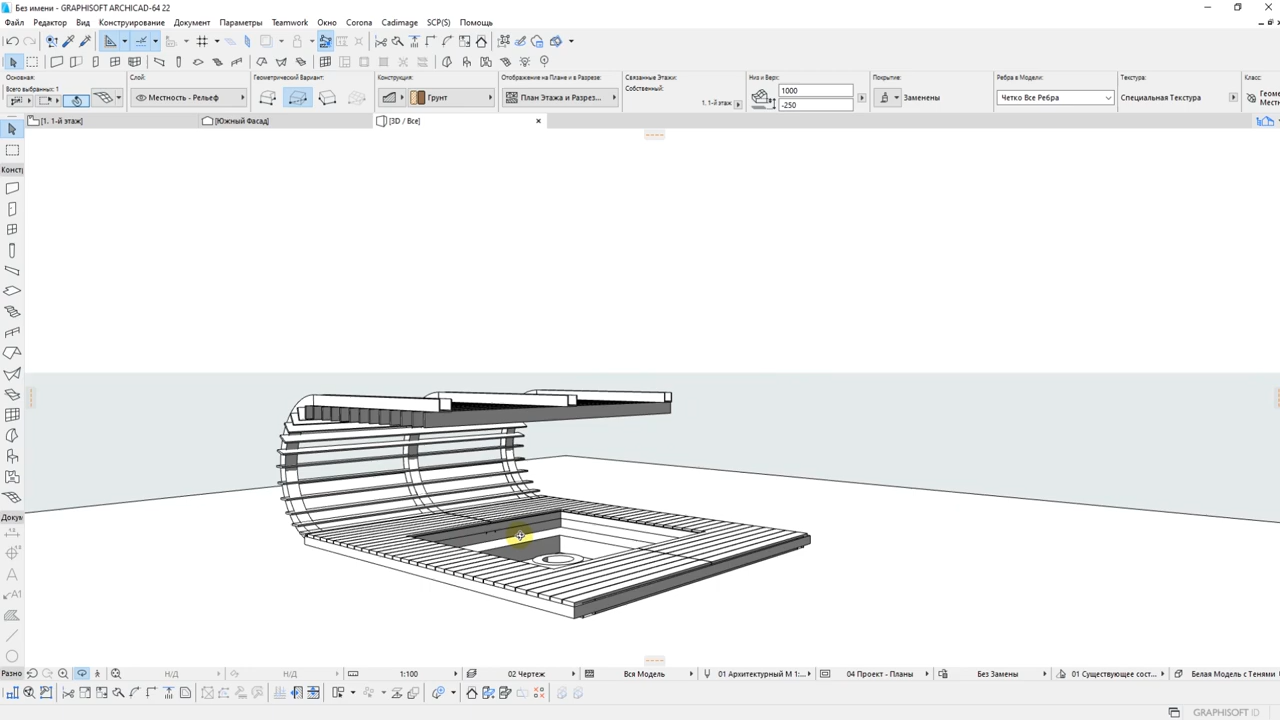 Без имени - GRAPHISOFT ARCHICAD-64 22
Файл Редактор Вид Конструирование Документ Параметры Teamwork Окно Corona Cadimage SCP(S) Помощь
Основная: Слой: Геометрический Вариант: Конструкция: Отображение на Плане и в Разрезе: Связанные Этажи: Низ и Верх: Покрытие: Ребра в Модели: Текстура: Класс:
Всего выбранных: 1 Собственный:
Местность - Рельеф Грунт План Этажа и Разрез... 1. 1-й этаж 1000 Заменены Четко Все Ребра Специальная Текстура Геоме
-250 Мест
[1. 1-й этаж] [Южный Фасад] [3D / Все]
Конст
Докум
A
A1
Разно Н/Д Н/Д 1:100 02 Чертеж Вся Модель 01 Архитектурный М 1:... 04 Проект - Планы Без Замены 01 Существующее сост... Белая Модель с Тенями
GRAPHISOFT ID